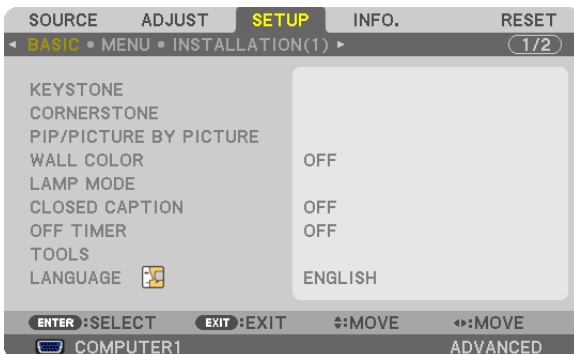 SOURCE ADJUST SETUP INFO. RESET
BASIC • MENU • INSTALLATION(1) 1/2
KEYSTONE
CORNERSTONE
PIP/PICTURE BY PICTURE
WALL COLOR OFF
LAMP MODE
CLOSED CAPTION OFF
OFF TIMER OFF
TOOLS
LANGUAGE ENGLISH
ENTER:SELECT EXIT:EXIT :MOVE :MOVE
COMPUTER1 ADVANCED